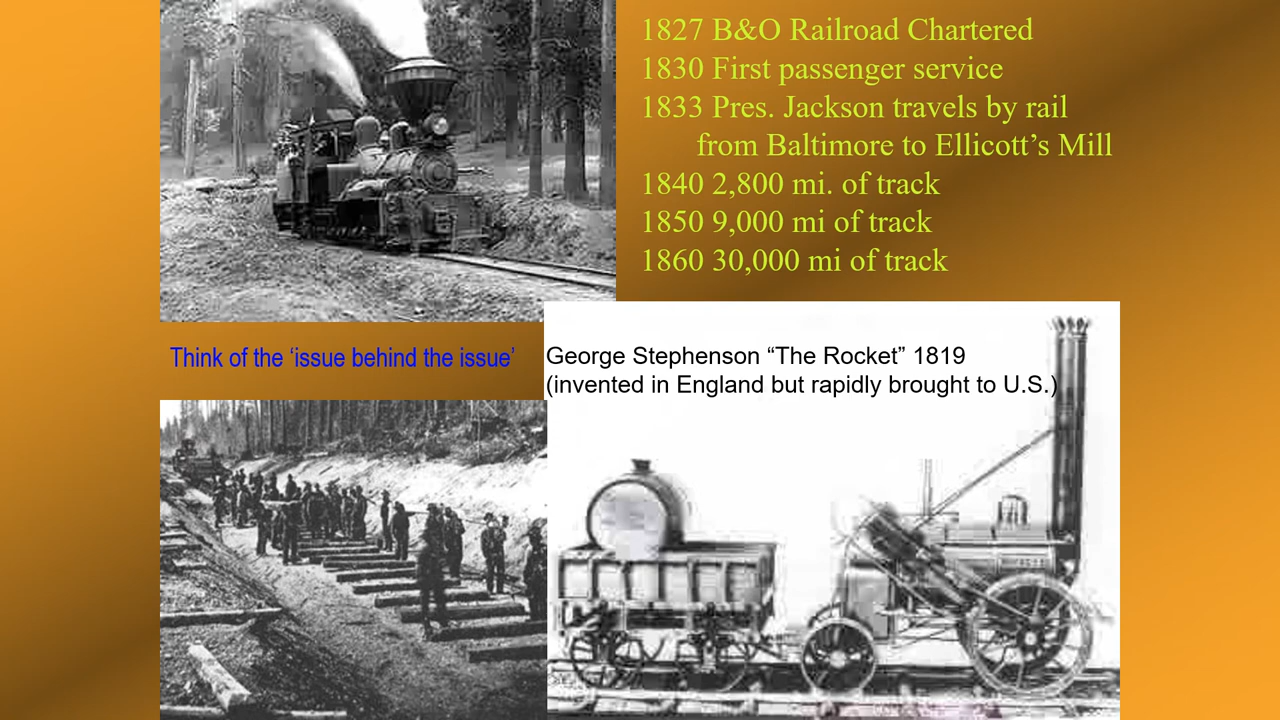 1827 B&O Railroad Chartered
1830 First passenger service
1833 Pres. Jackson travels by rail
from Baltimore to Ellicott’s Mill
1840 2,800 mi. of track
1850 9,000 mi of track
1860 30,000 mi of track
Think of the ‘issue behind the issue’
George Stephenson “The Rocket” 1819
(invented in England but rapidly brought to U.S.)